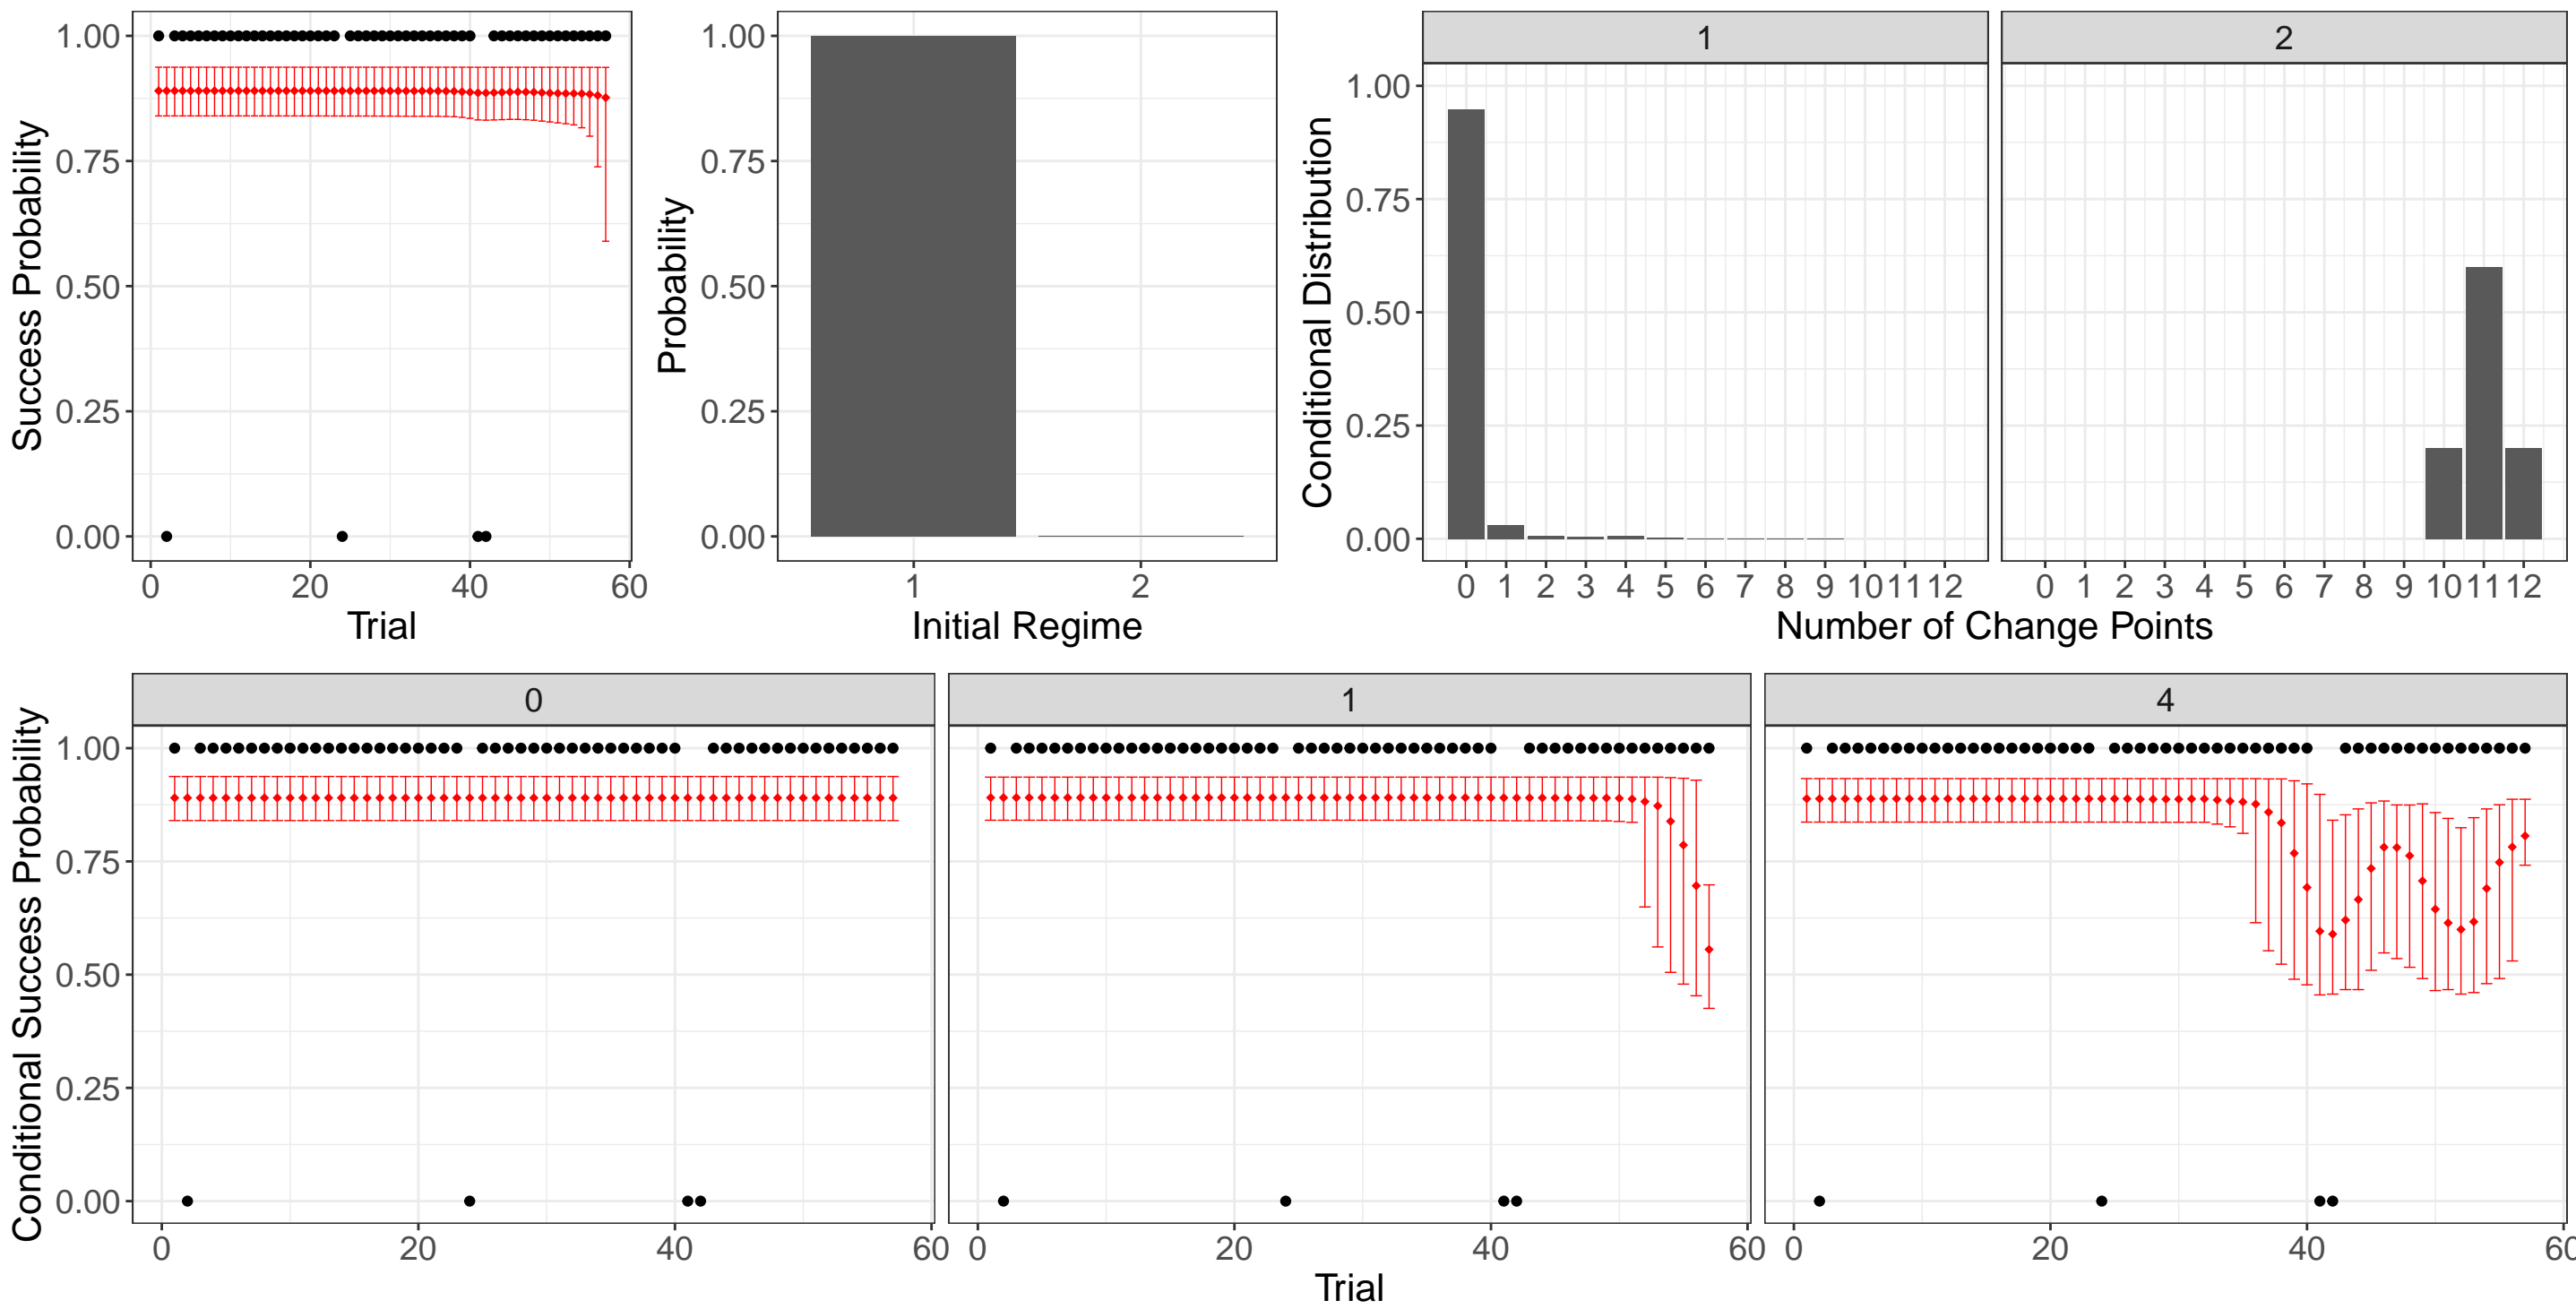 Success Probability
1.00
0.75
0.50
0.25
0.00
0 20 40 60
Trial
Probability
1.00
0.75
0.50
0.25
0.00
1 2
Initial Regime
Conditional Distribution
1 2
1.00
0.75
0.50
0.25
0.00
0 1 2 3 4 5 6 7 8 9 10 11 12 0 1 2 3 4 5 6 7 8 9 10 11 12
Number of Change Points
Conditional Success Probability
0 1 4
1.00
0.75
0.50
0.25
0.00
0 20 40 60 0 20 40 60 0 20 40 60
Trial